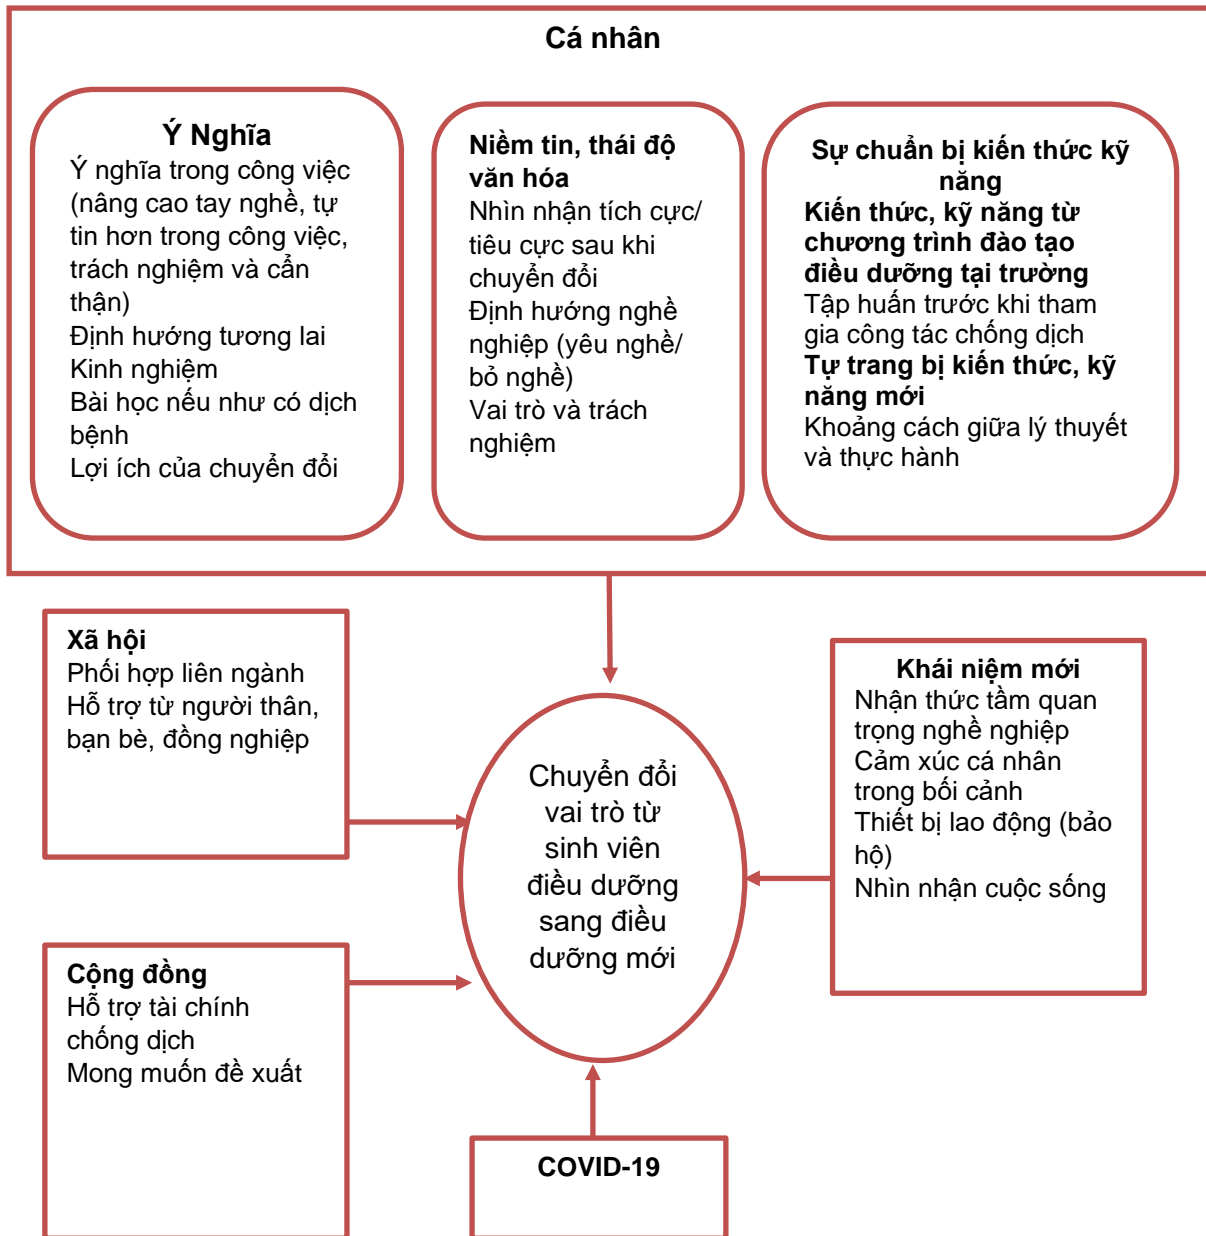 Cá nhân
Ý Nghĩa
Ý nghĩa trong công việc
(nâng cao tay nghề, tự
tin hơn trong công việc,
trách nghiệm và cẩn
thận)
Định hướng tương lai
Kinh nghiệm
Bài học nếu như có dịch
bệnh
Lợi ích của chuyển đổi
Niềm tin, thái độ
văn hóa
Nhìn nhận tích cực/
tiêu cực sau khi
chuyển đổi
Định hướng nghề
nghiệp (yêu nghề/
bỏ nghề)
Vai trò và trách
nghiệm
Sự chuẩn bị kiến thức kỹ
năng
Kiến thức, kỹ năng từ
chương trình đào tạo
điều dưỡng tại trường
Tập huấn trước khi tham
gia công tác chống dịch
Tự trang bị kiến thức, kỹ
năng mới
Khoảng cách giữa lý thuyết
và thực hành
Xã hội
Phối hợp liên ngành
Hỗ trợ từ người thân,
bạn bè, đồng nghiệp
Chuyển đổi
vai trò từ
sinh viên
điều dưỡng
sang điều
dưỡng mới
Khái niệm mới
Nhận thức tầm quan
trọng nghề nghiệp
Cảm xúc cá nhân
trong bối cảnh
Thiết bị lao động (bảo
hộ)
Nhìn nhận cuộc sống
Cộng đồng
Hỗ trợ tài chính
chống dịch
Mong muốn đề xuất
COVID-19